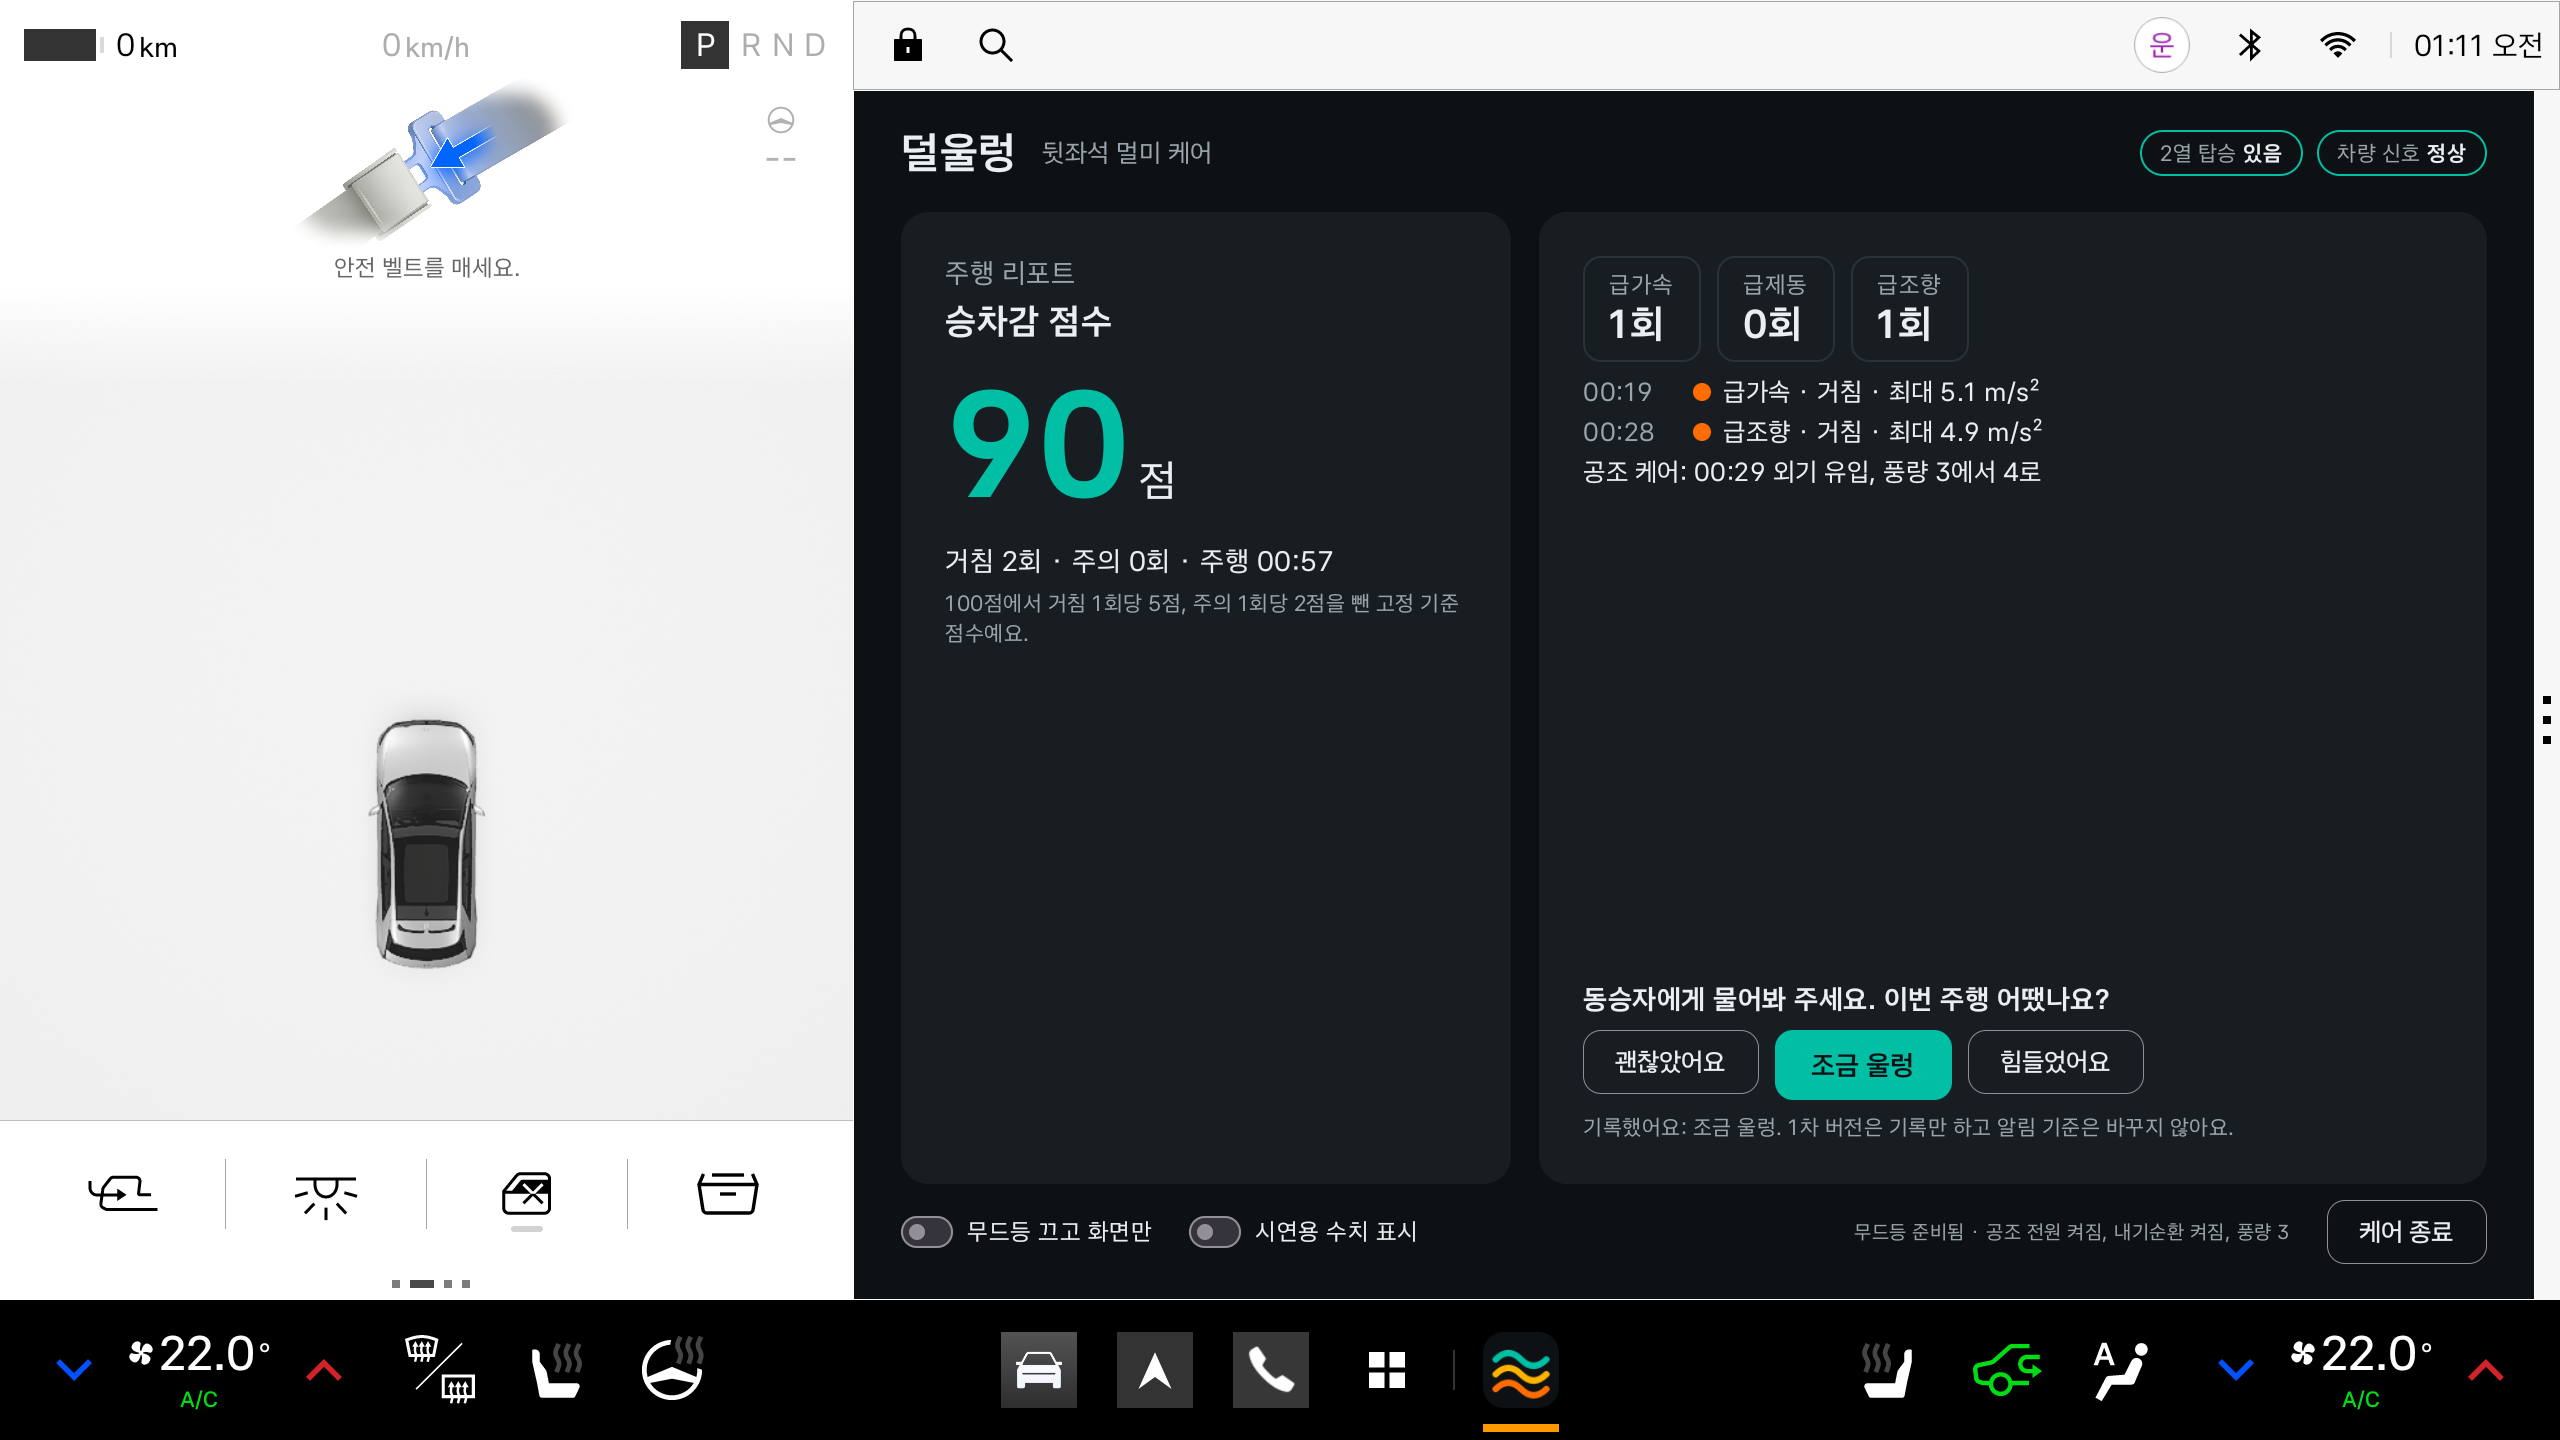 0 km
0 km/h
P R N D
안전 벨트를 매세요.
운
01:11 오전
덜울렁 뒷좌석 멀미 케어
2열 탑승 있음
차량 신호 정상
주행 리포트
승차감 점수
90점
거침 2회 · 주의 0회 · 주행 00:57
100점에서 거침 1회당 5점, 주의 1회당 2점을 뺀 고정 기준
점수예요.
급가속
1회
급제동
0회
급조향
1회
00:19 급가속 · 거침 · 최대 5.1 m/s²
00:28 급조향 · 거침 · 최대 4.9 m/s²
공조 케어: 00:29 외기 유입, 풍량 3에서 4로
동승자에게 물어봐 주세요. 이번 주행 어땠나요?
괜찮았어요
조금 울렁
힘들었어요
기록했어요: 조금 울렁. 1차 버전은 기록만 하고 알림 기준은 바꾸지 않아요.
무드등 끄고 화면만
시연용 수치 표시
무드등 준비됨 · 공조 전원 켜짐, 내기순환 켜짐, 풍량 3
케어 종료
22.0°
A/C
A
22.0°
A/C